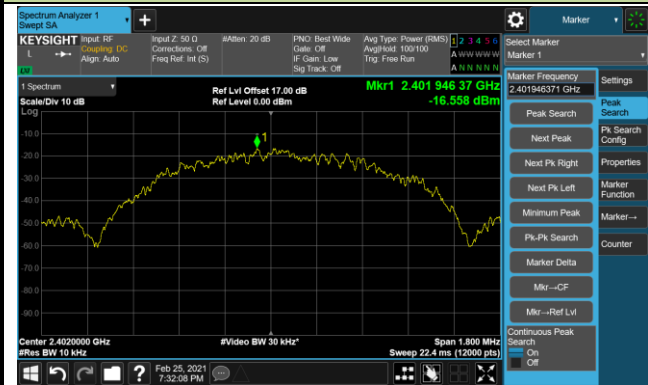 Spectrum Analyzer 1
Swept SA
Marker
KEYSIGHT
Input: RF
Coupling: DC
Align: Auto
Input Z: 50 Ω
Corrections: Off
Freq Ref: Int (S)
#Atten: 20 dB
PNO: Best Wide
Gate: Off
IF Gain: Low
Sig Track: Off
Avg Type: Power (RMS)
Avg|Hold: 100/100
Trig: Free Run
1 2 3 4 5 6
A W W W W W
A N N N N N
L
LV
Select Marker
Marker 1
1 Spectrum
Scale/Div 10 dB
Log
Ref Lvl Offset 17.00 dB
Ref Level 0.00 dBm
Mkr1 2.401 946 37 GHz
-16.558 dBm
1
-10.0
-20.0
-30.0
-40.0
-50.0
-60.0
-70.0
-80.0
-90.0
Center 2.4020000 GHz
#Res BW 10 kHz
#Video BW 30 kHz*
Span 1.800 MHz
Sweep 22.4 ms (12000 pts)
Marker Frequency
2.401946371 GHz
Peak Search
Next Peak
Next Pk Right
Next Pk Left
Minimum Peak
Pk-Pk Search
Marker Delta
Mkr→CF
Mkr→Ref Lvl
Continuous Peak
Search
On
Off
Settings
Peak
Search
Pk Search
Config
Properties
Marker
Function
Marker→
Counter
?
Feb 25, 2021
7:32:08 PM